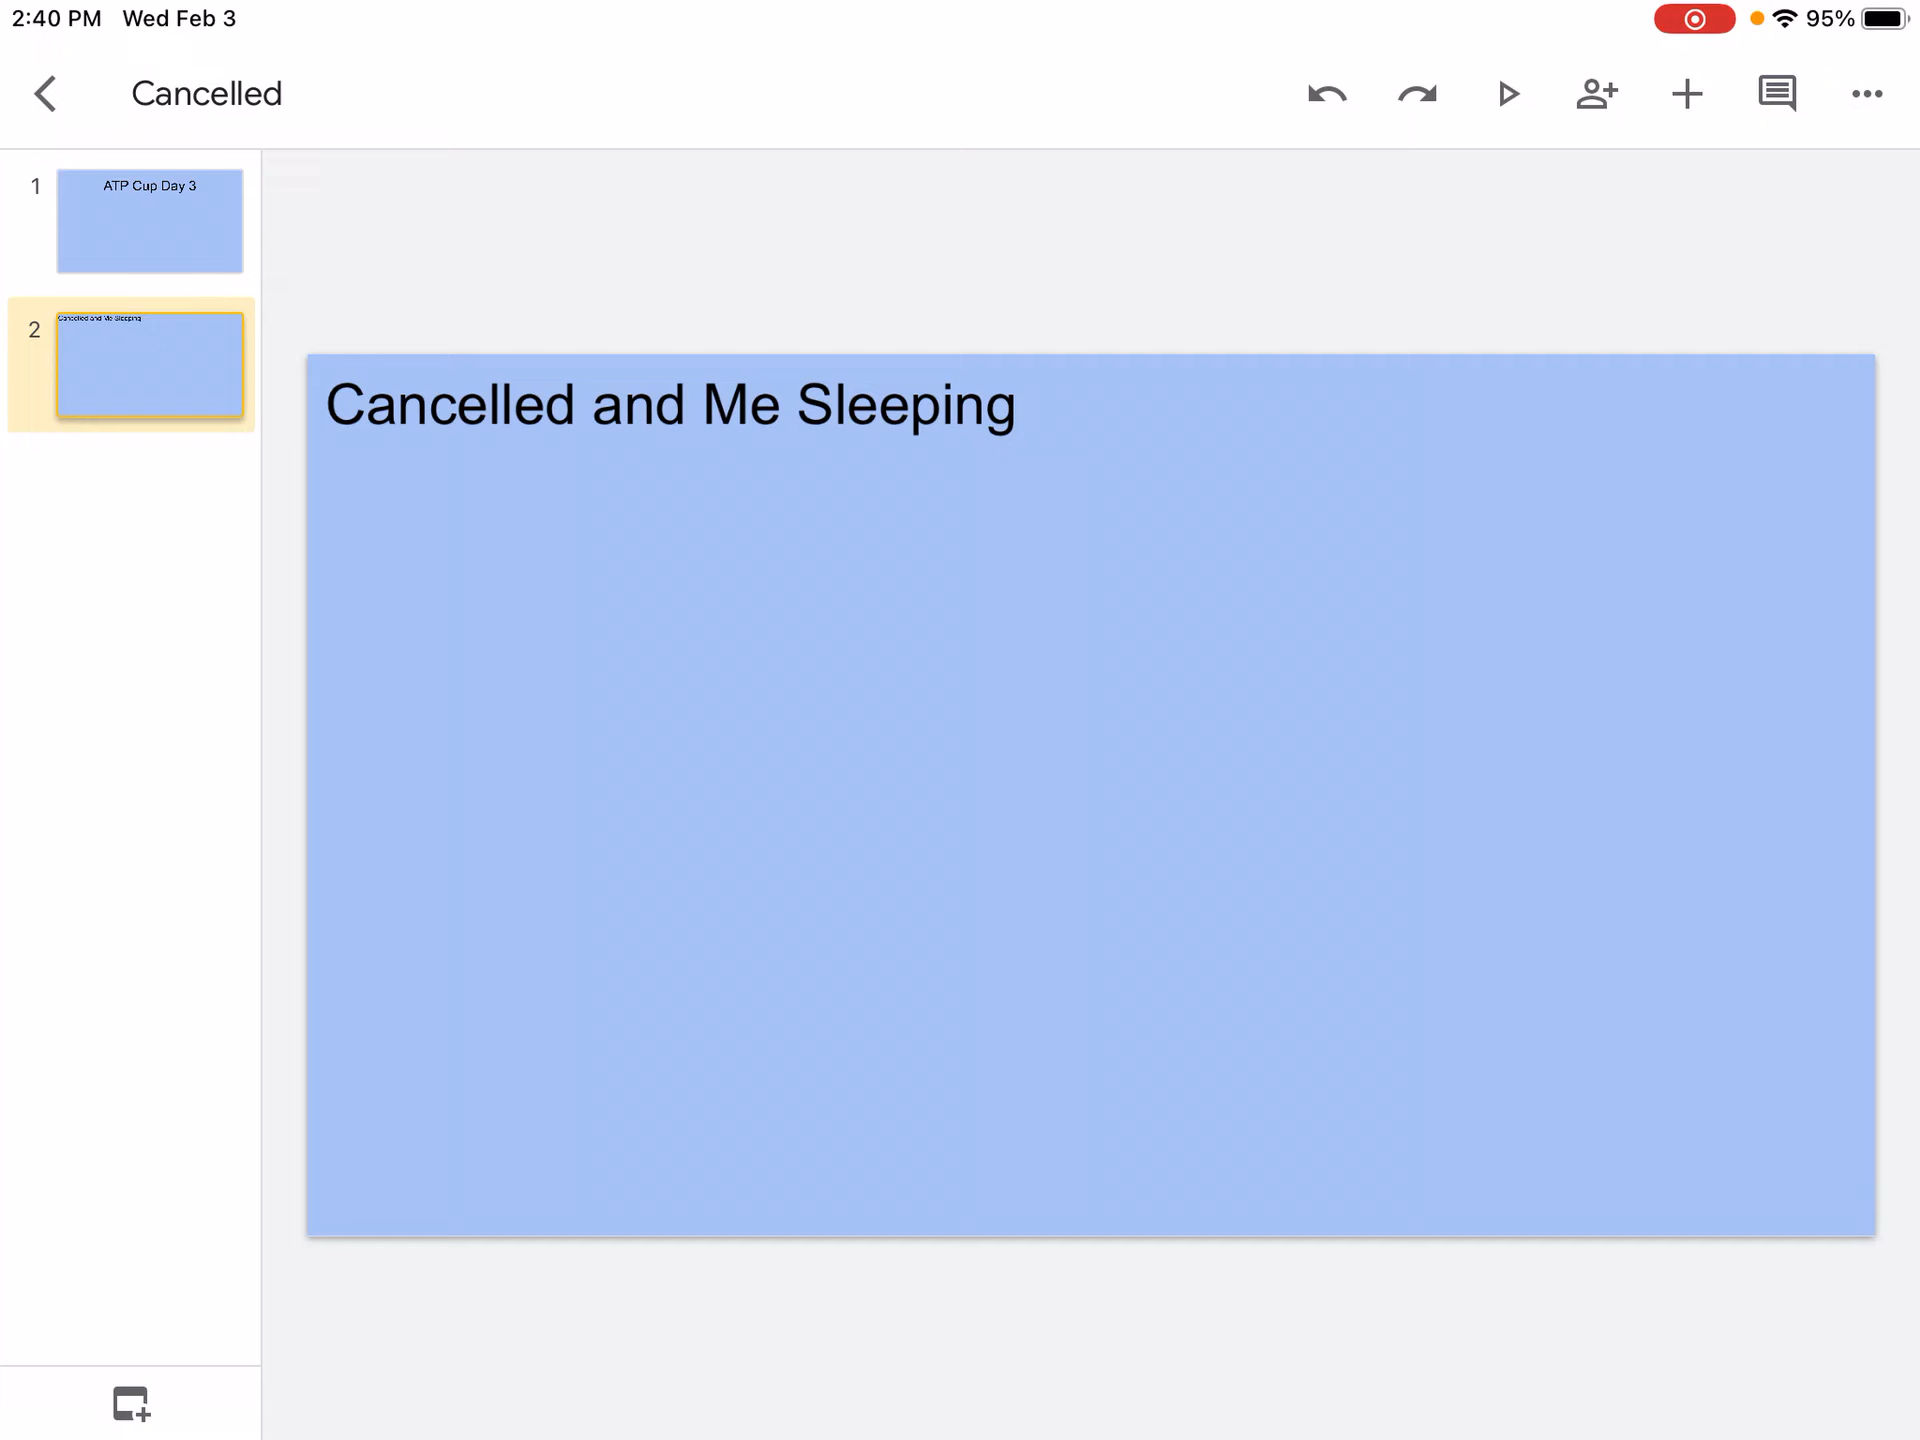 2:40 PM Wed Feb 3
95%
Cancelled
1
ATP Cup Day 3
2
Cancelled and Me Sleeping
Cancelled and Me Sleeping